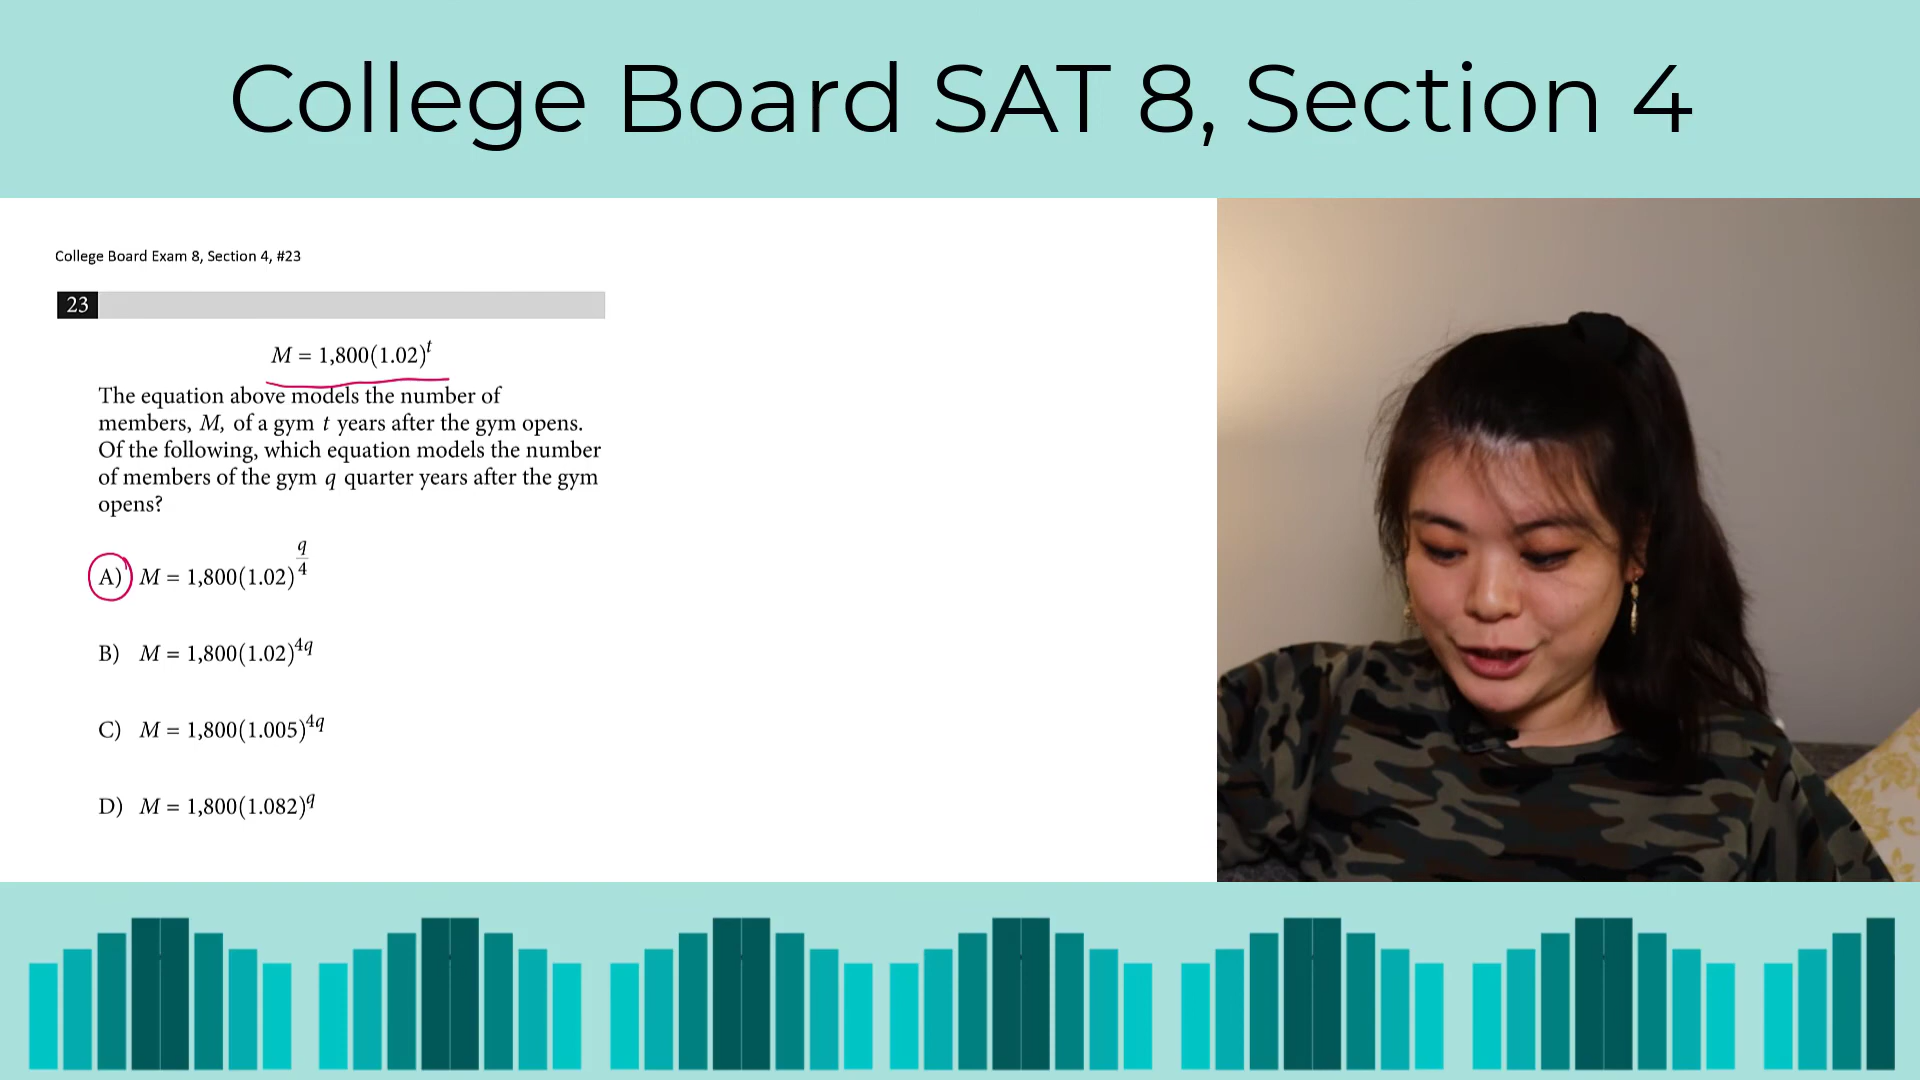 College Board SAT 8, Section 4
College Board Exam 8, Section 4, #23
23
M = 1,800(1.02)^t
The equation above models the number of
members, M, of a gym t years after the gym opens.
Of the following, which equation models the number
of members of the gym q quarter years after the gym
opens?
A) M = 1,800(1.02)^(q/4)
B) M = 1,800(1.02)^(4q)
C) M = 1,800(1.005)^(4q)
D) M = 1,800(1.082)^q